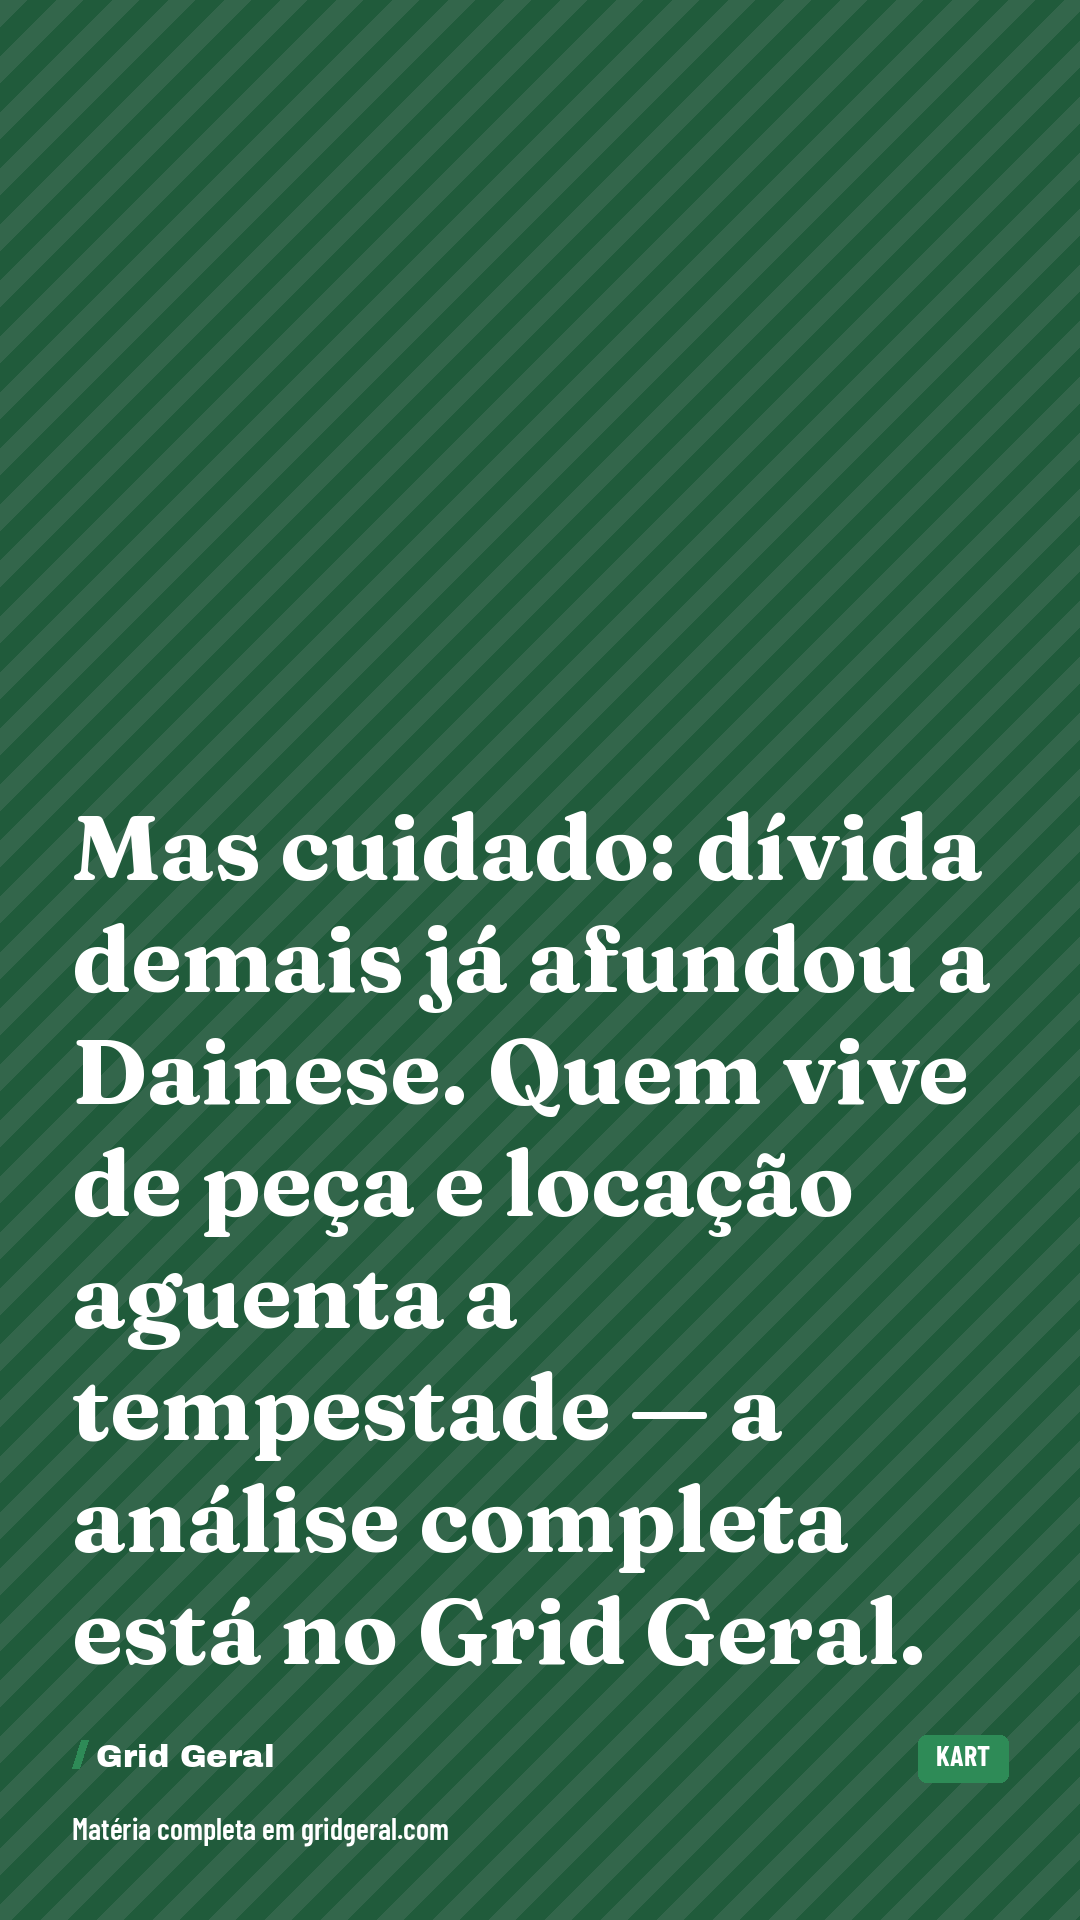 Mas cuidado: dívida
demais já afundou a
Dainese. Quem vive
de peça e locação
aguenta a
tempestade — a
análise completa
está no Grid Geral.
Grid Geral
KART
Matéria completa em gridgeral.com